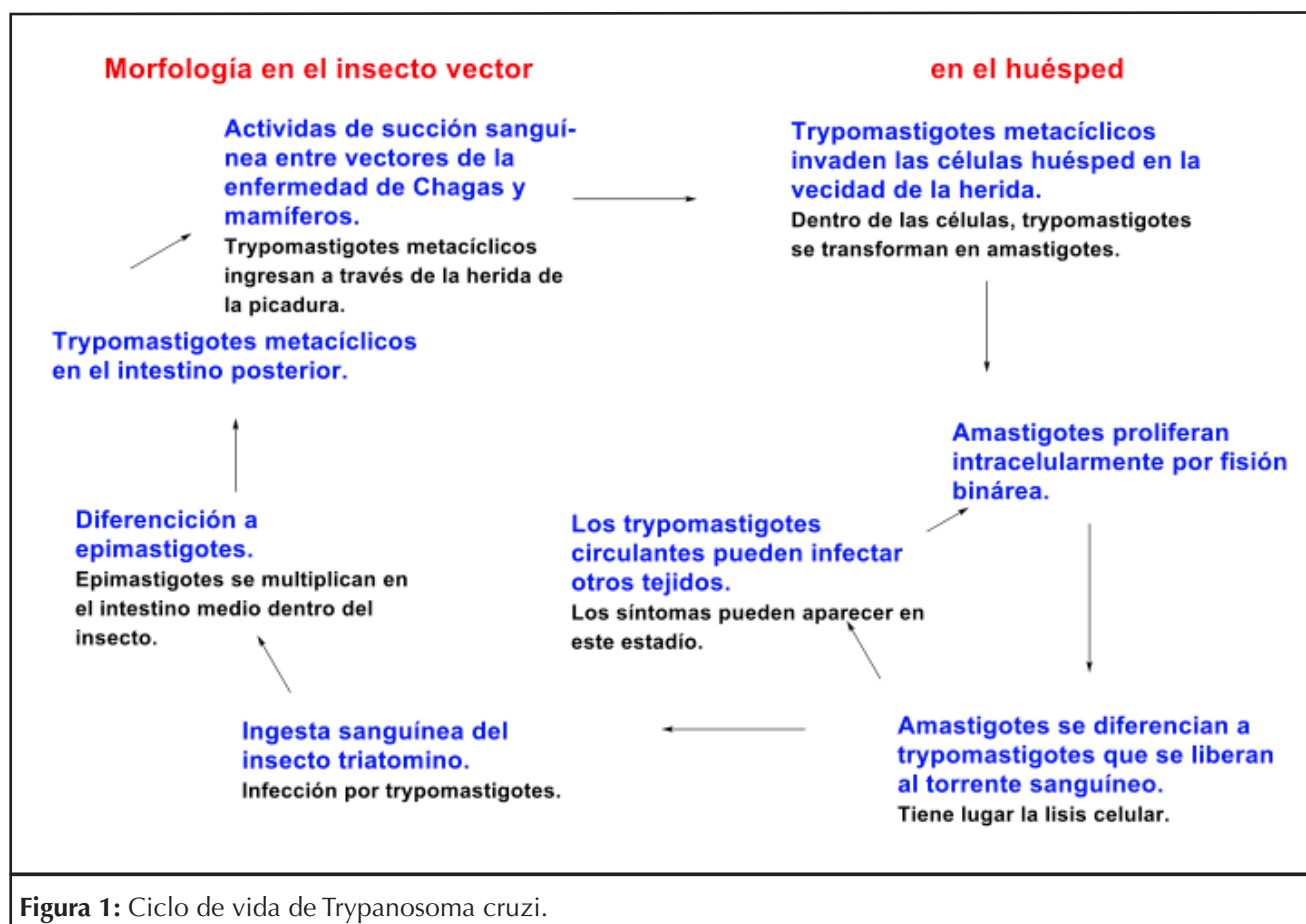 Morfología en el insecto vector
en el huésped
Actividas de succión sanguí-
nea entre vectores de la
enfermedad de Chagas y
mamíferos.
Trypomastigotes metacíclicos
ingresan a través de la herida de
la picadura.
Trypomastigotes metacíclicos
invaden las células huésped en la
vecidad de la herida.
Dentro de las células, trypomastigotes
se transforman en amastigotes.
Trypomastigotes metacíclicos
en el intestino posterior.
Amastigotes proliferan
intracelularmente por fisión
binárea.
Diferencición a
epimastigotes.
Epimastigotes se multiplican en
el intestino medio dentro del
insecto.
Los trypomastigotes
circulantes pueden infectar
otros tejidos.
Los síntomas pueden aparecer en
este estadío.
Ingesta sanguínea del
insecto triatomino.
Infección por trypomastigotes.
Amastigotes se diferencian a
trypomastigotes que se liberan
al torrente sanguíneo.
Tiene lugar la lisis celular.
Figura 1: Ciclo de vida de Trypanosoma cruzi.